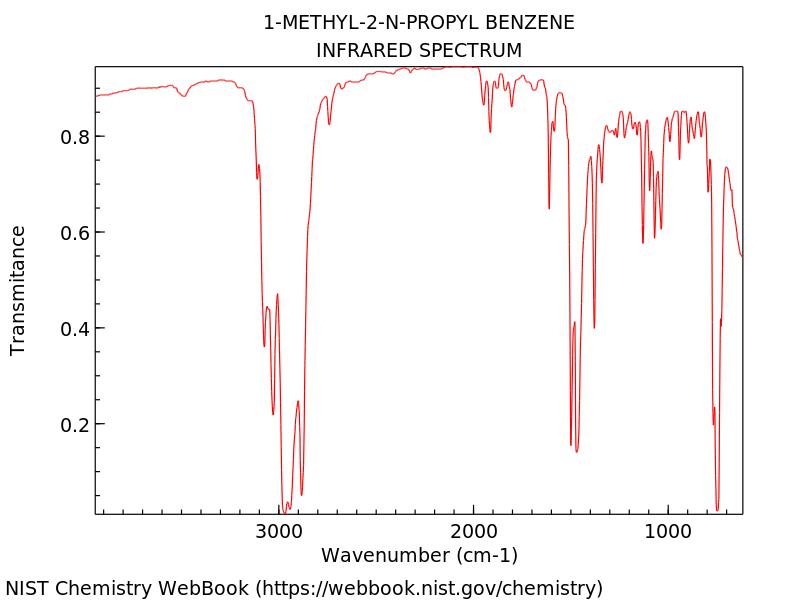 1-METHYL-2-N-PROPYL BENZENE
INFRARED SPECTRUM
Transmitance
0.8
0.6
0.4
0.2
3000 2000 1000
Wavenumber (cm-1)
NIST Chemistry WebBook (https://webbook.nist.gov/chemistry)